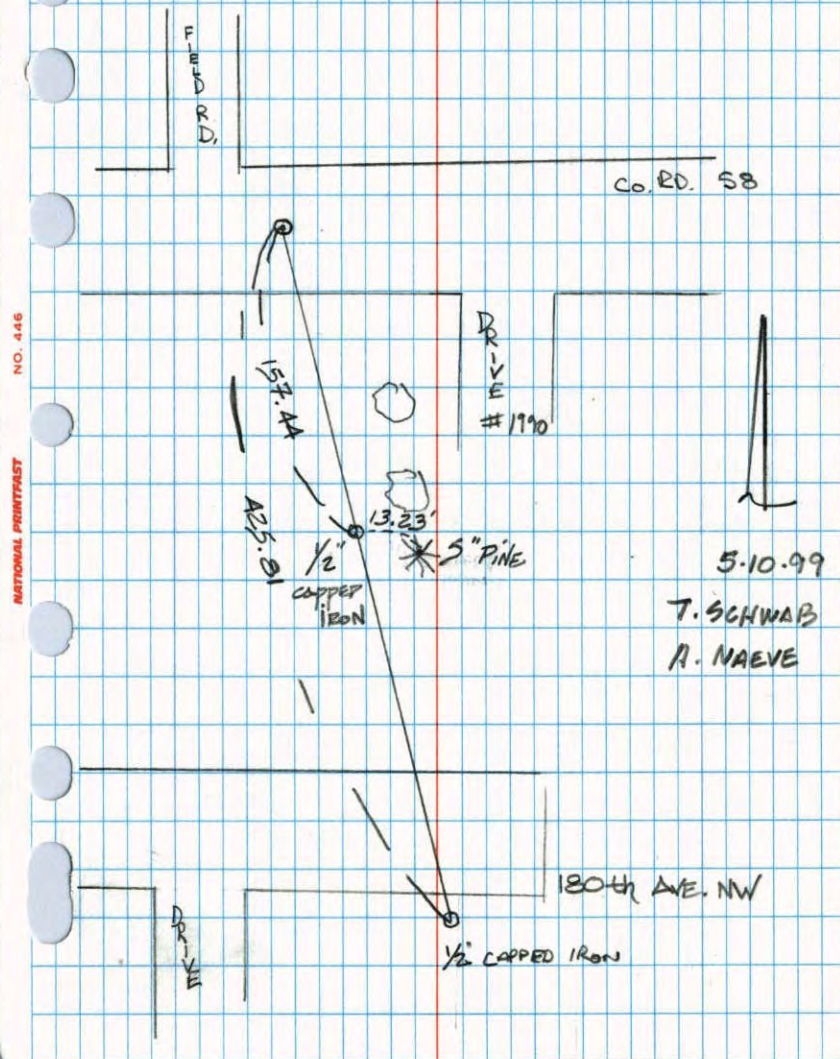 FIELD RD.
CO. RD. 58
NO. 446
NATIONAL PRINTFAST
DRIVE
# 1990
157.44
425.81
13.23'
5" PINE
1/2"
CAPPED
IRON
5.10.99
T. SCHWAB
A. NAEVE
180th AVE. NW
DRIVE
1/2" CAPPED IRON